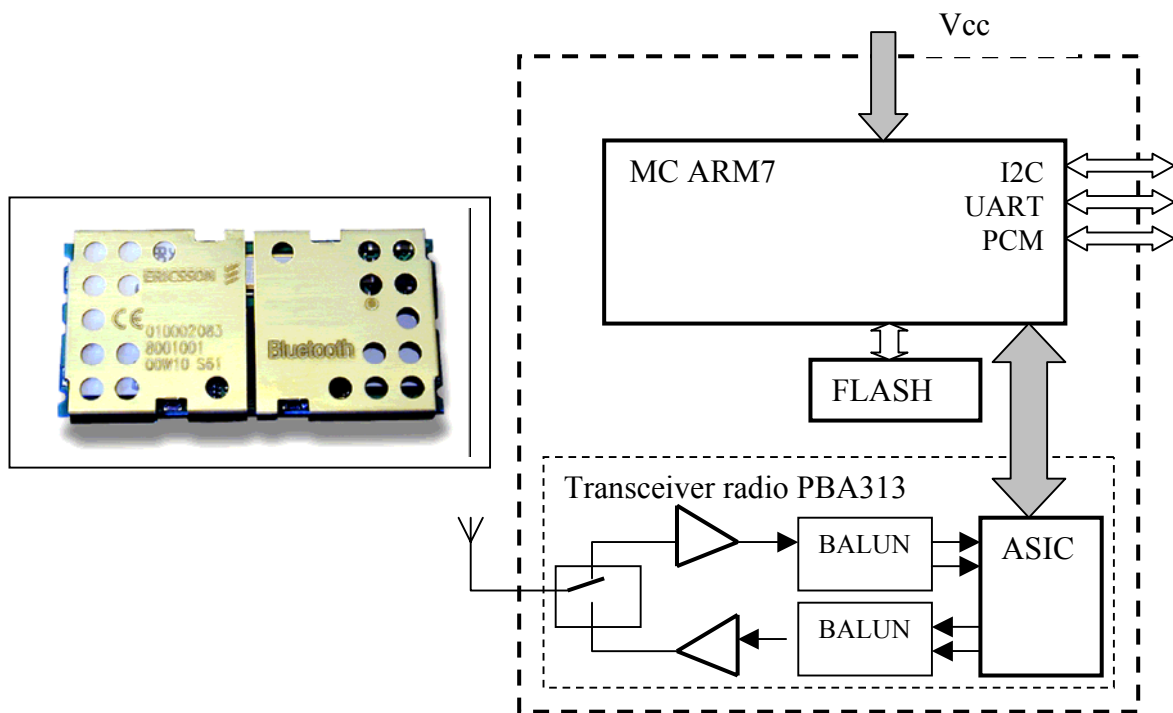 Vcc
MC ARM7
I2C
UART
PCM
ERICSSON
010002083
8001001
00W10 S61
Bluetooth
FLASH
Transceiver radio PBA313
BALUN
ASIC
BALUN